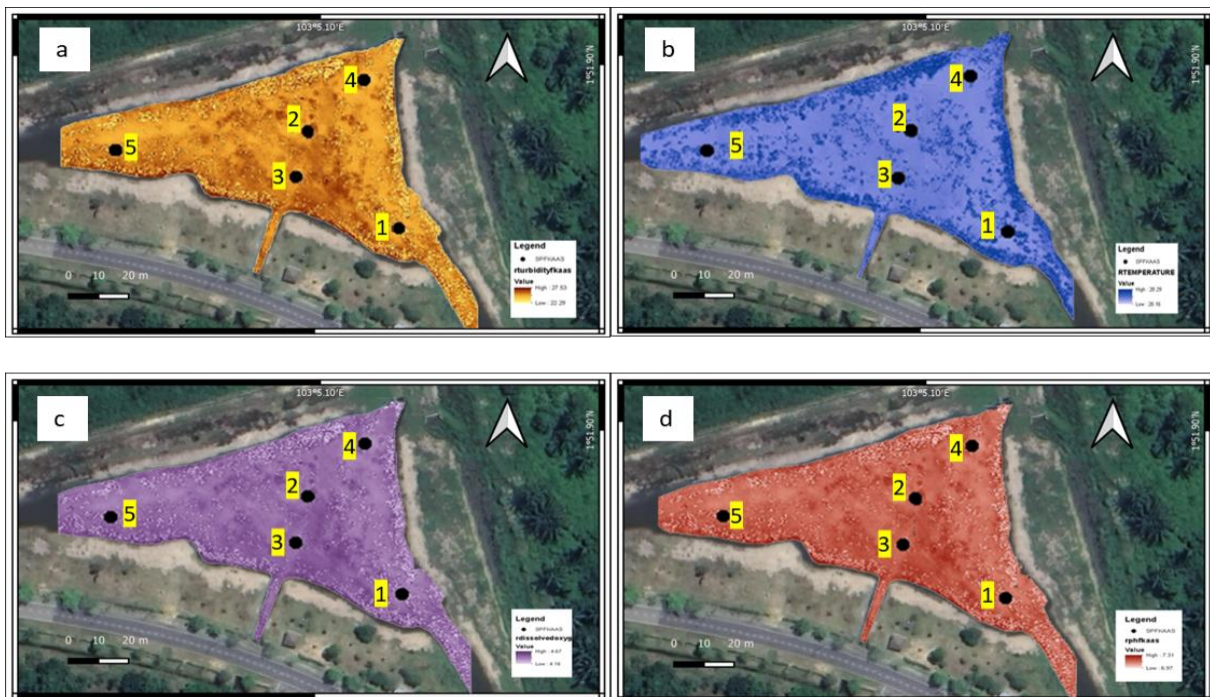 a
103°5.10'E
1°51.90'N
4
2
5
3
1
0 10 20 m
Legend
SPFKAAS
rturbidityfkaas
Value
High : 27.53
Low : 22.29
b
103°5.10'E
1°51.90'N
4
2
5
3
1
0 10 20 m
Legend
SPFKAAS
RTEMPERATURE
Value
High : 28.29
Low : 28.16
c
103°5.10'E
1°51.90'N
4
2
5
3
1
0 10 20 m
Legend
SPFKAAS
rdissolvedoxyg
Value
High : 4.67
Low :
d
103°5.10'E
1°51.90'N
4
2
5
3
1
0 10 20 m
Legend
SPFKAAS
rphfkaas
Value
High : 7.31
Low : 6.97